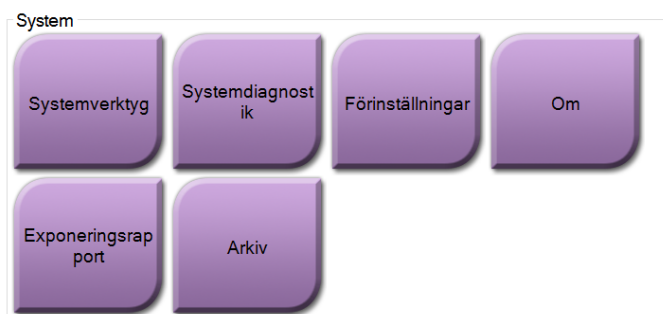 System
Systemverktyg
Systemdiagnost
ik
Förinställningar
Om
Exponeringsrap
port
Arkiv